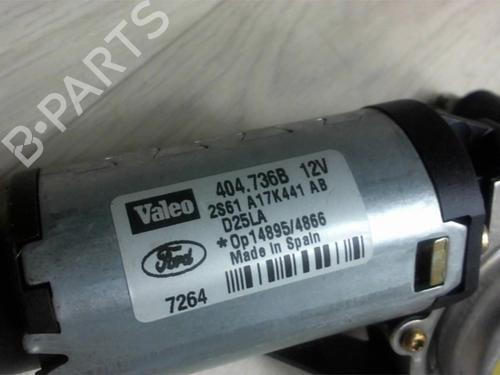 B-PARTS
Valeo
404.736B 12V
2S61 A17K441 AB
D25LA
*Op14895/4866
Made in Spain
Ford
7264